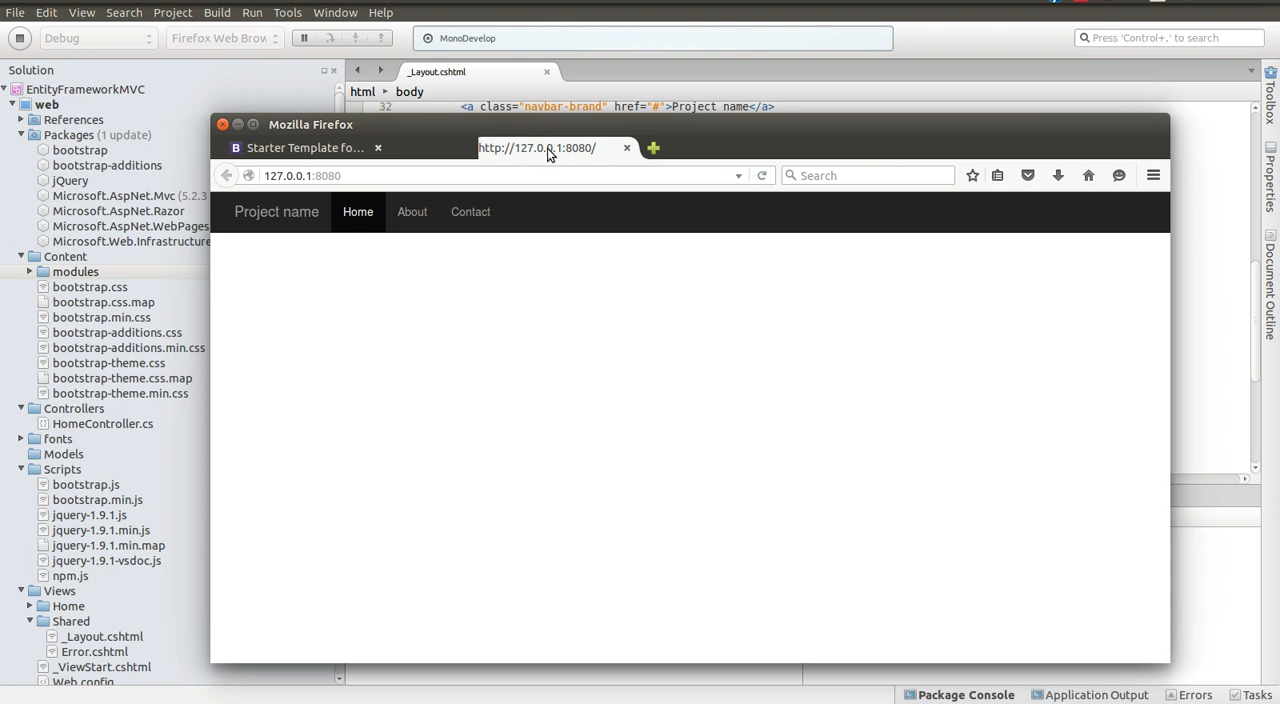 File Edit View Search Project Build Run Tools Window Help
Debug
Firefox Web Brow
MonoDevelop
Press 'Control+,' to search
Solution
_Layout.cshtml
EntityFrameworkMVC
html body
web
32 <a class="navbar-brand" href="#">Project name</a>
References
Packages (1 update)
bootstrap
bootstrap-additions
jQuery
Microsoft.AspNet.Mvc (5.2.3
Microsoft.AspNet.Razor
Microsoft.AspNet.WebPages
Microsoft.Web.Infrastructure
Content
modules
bootstrap.css
bootstrap.css.map
bootstrap.min.css
bootstrap-additions.css
bootstrap-additions.min.css
bootstrap-theme.css
bootstrap-theme.css.map
bootstrap-theme.min.css
Controllers
HomeController.cs
fonts
Models
Scripts
bootstrap.js
bootstrap.min.js
jquery-1.9.1.js
jquery-1.9.1.min.js
jquery-1.9.1.min.map
jquery-1.9.1-vsdoc.js
npm.js
Views
Home
Shared
_Layout.cshtml
Error.cshtml
_ViewStart.cshtml
Web.config
Mozilla Firefox
B Starter Template fo...
http://127.0.0.1:8080/
127.0.0.1:8080
Search
Project name Home About Contact
Toolbox
Properties
Document Outline
Package Console Application Output Errors Tasks